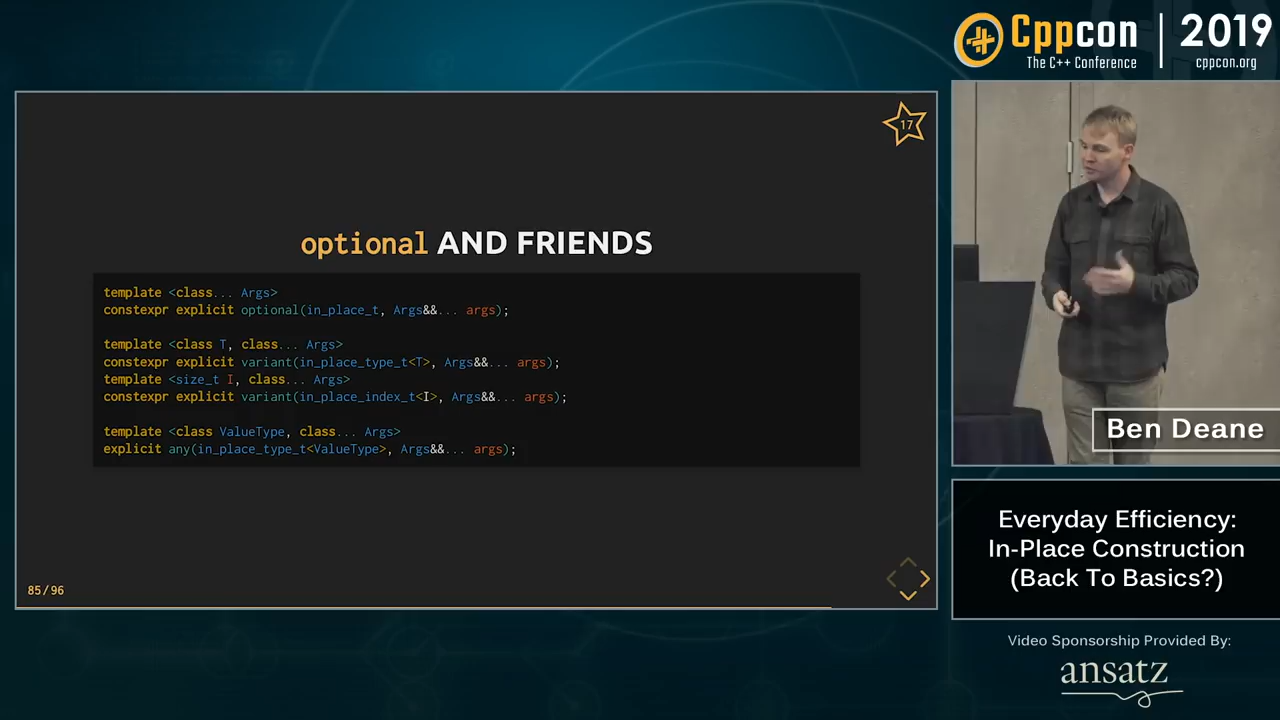 Cppcon | 2019
The C++ Conference
cppcon.org
17
optional AND FRIENDS
template <class... Args>
constexpr explicit optional(in_place_t, Args&&... args);
template <class T, class... Args>
constexpr explicit variant(in_place_type_t<T>, Args&&... args);
template <size_t I, class... Args>
constexpr explicit variant(in_place_index_t<I>, Args&&... args);
template <class ValueType, class... Args>
explicit any(in_place_type_t<ValueType>, Args&&... args);
85/96
Ben Deane
Everyday Efficiency:
In-Place Construction
(Back To Basics?)
Video Sponsorship Provided By:
ansatz